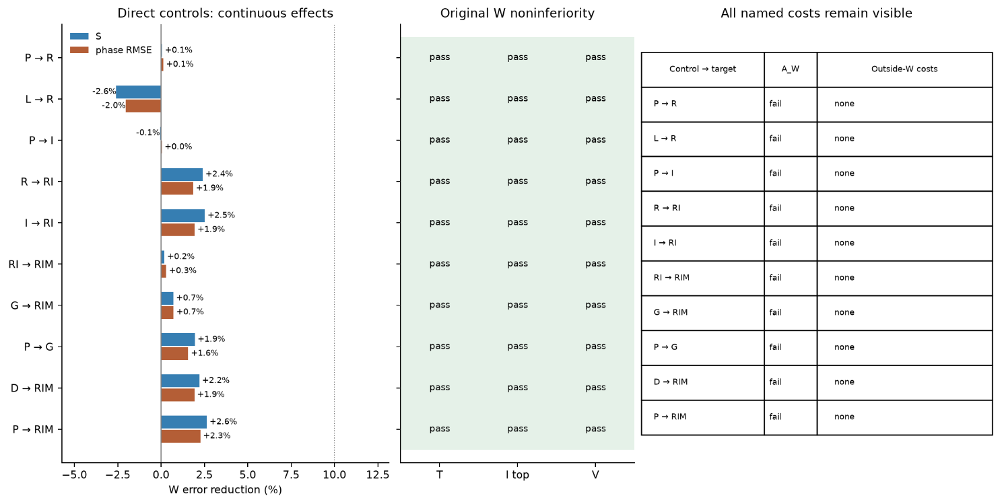 Direct controls: continuous effects
S
phase RMSE
P → R
+0.1%
+0.1%
L → R
-2.6%
-2.0%
P → I
-0.1%
+0.0%
R → RI
+2.4%
+1.9%
I → RI
+2.5%
+1.9%
RI → RIM
+0.2%
+0.3%
G → RIM
+0.7%
+0.7%
P → G
+1.9%
+1.6%
D → RIM
+2.2%
+1.9%
P → RIM
+2.6%
+2.3%
−5.0 −2.5 0.0 2.5 5.0 7.5 10.0 12.5
W error reduction (%)
Original W noninferiority
pass pass pass
pass pass pass
pass pass pass
pass pass pass
pass pass pass
pass pass pass
pass pass pass
pass pass pass
pass pass pass
pass pass pass
T I top V
All named costs remain visible
Control → target A_W Outside-W costs
P → R fail none
L → R fail none
P → I fail none
R → RI fail none
I → RI fail none
RI → RIM fail none
G → RIM fail none
P → G fail none
D → RIM fail none
P → RIM fail none